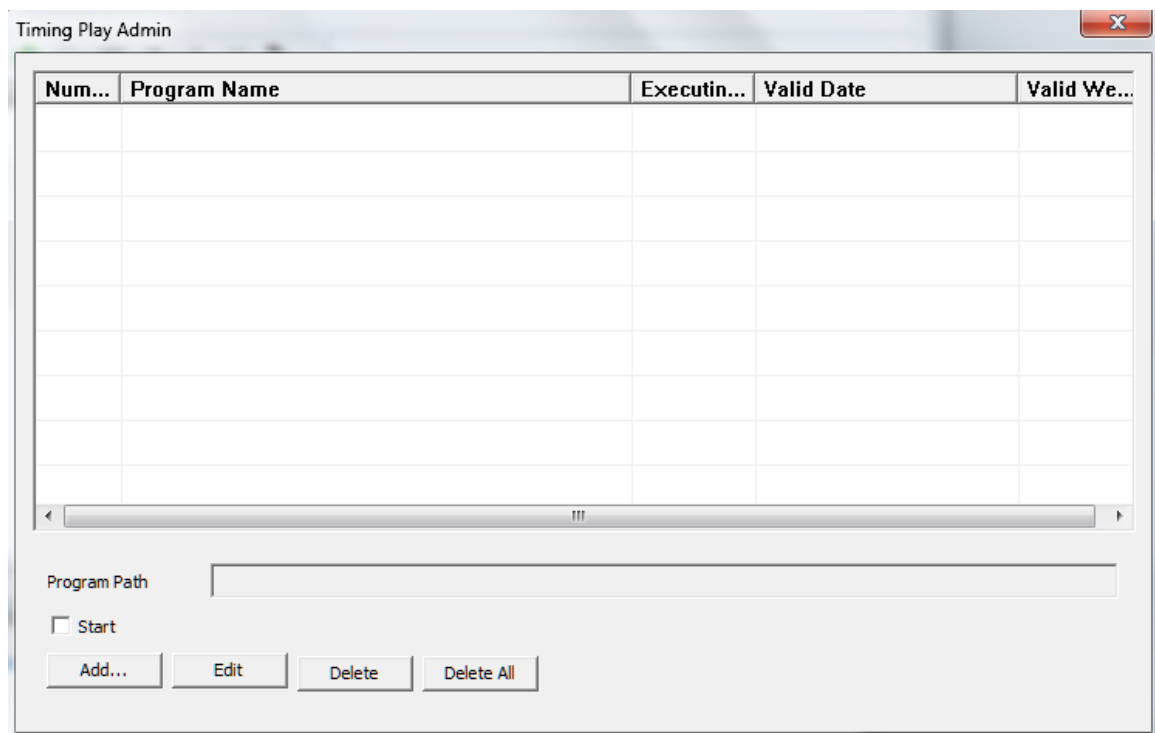 Timing Play Admin
Num... Program Name Executin... Valid Date Valid We...
Program Path
Start
Add... Edit Delete Delete All